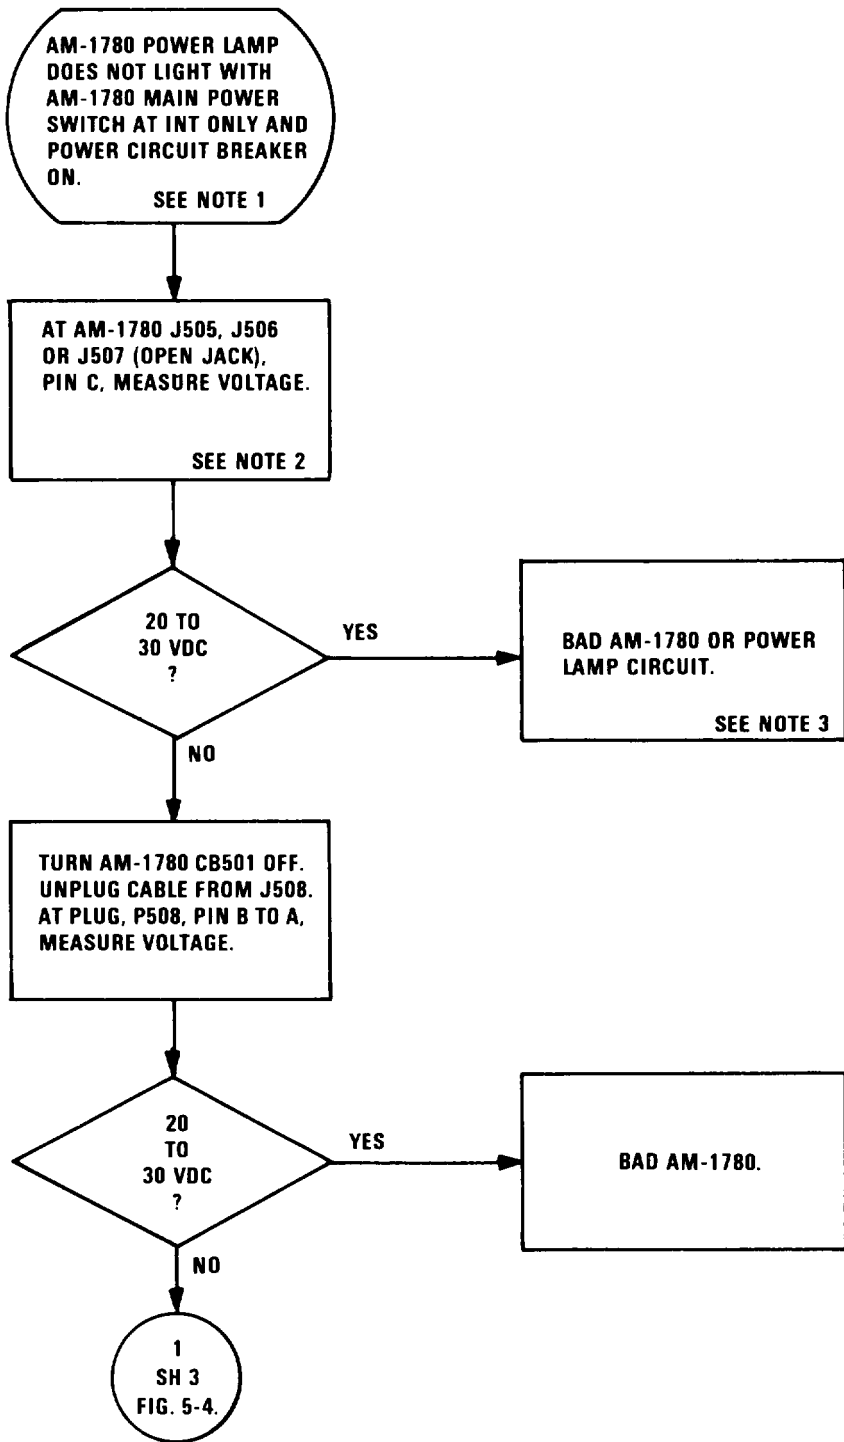 AM-1780 POWER LAMP
DOES NOT LIGHT WITH
AM-1780 MAIN POWER
SWITCH AT INT ONLY AND
POWER CIRCUIT BREAKER
ON.
SEE NOTE 1
AT AM-1780 J505, J506
OR J507 (OPEN JACK),
PIN C, MEASURE VOLTAGE.
SEE NOTE 2
20 TO
30 VDC
?
YES
BAD AM-1780 OR POWER
LAMP CIRCUIT.
SEE NOTE 3
NO
TURN AM-1780 CB501 OFF.
UNPLUG CABLE FROM J508.
AT PLUG, P508, PIN B TO A,
MEASURE VOLTAGE.
20
TO
30 VDC
?
YES
BAD AM-1780.
NO
1
SH 3
FIG. 5-4.